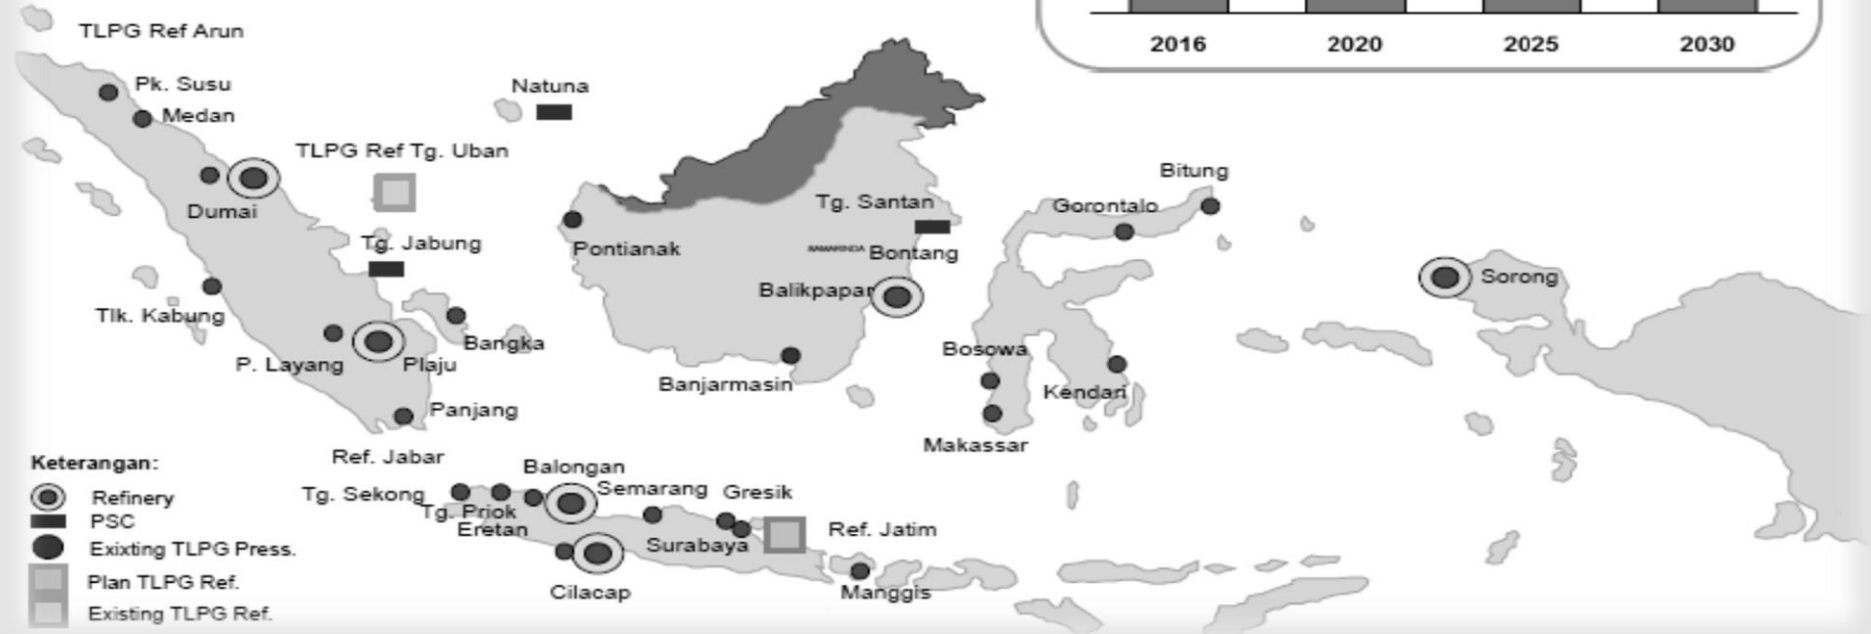 2016 2020 2025 2030
TLPG Ref Arun
Pk. Susu
Natuna
Medan
TLPG Ref Tg. Uban
Bitung
Tg. Santan
Gorontalo
Dumai
Tg. Jabung
Pontianak
SAMARINDA
Bontang
Sorong
Balikpapan
Tlk. Kabung
Bangka
Bosowa
P. Layang
Plaju
Banjarmasin
Kendari
Panjang
Makassar
Ref. Jabar
Balongan
Tg. Sekong
Semarang
Gresik
Tg. Priok
Eretan
Ref. Jatim
Surabaya
Cilacap
Manggis
Keterangan:
Refinery
PSC
Exixting TLPG Press.
Plan TLPG Ref.
Existing TLPG Ref.